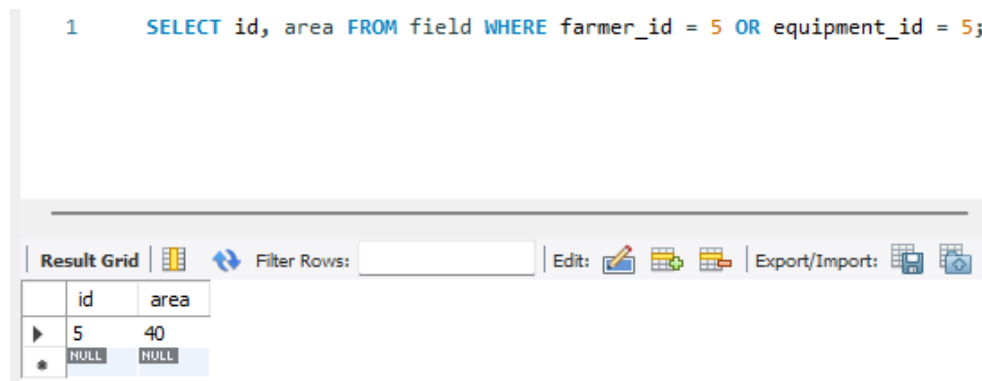 1 SELECT id, area FROM field WHERE farmer_id = 5 OR equipment_id = 5;
Result Grid Filter Rows: Edit: Export/Import:
id area
5 40
NULL NULL